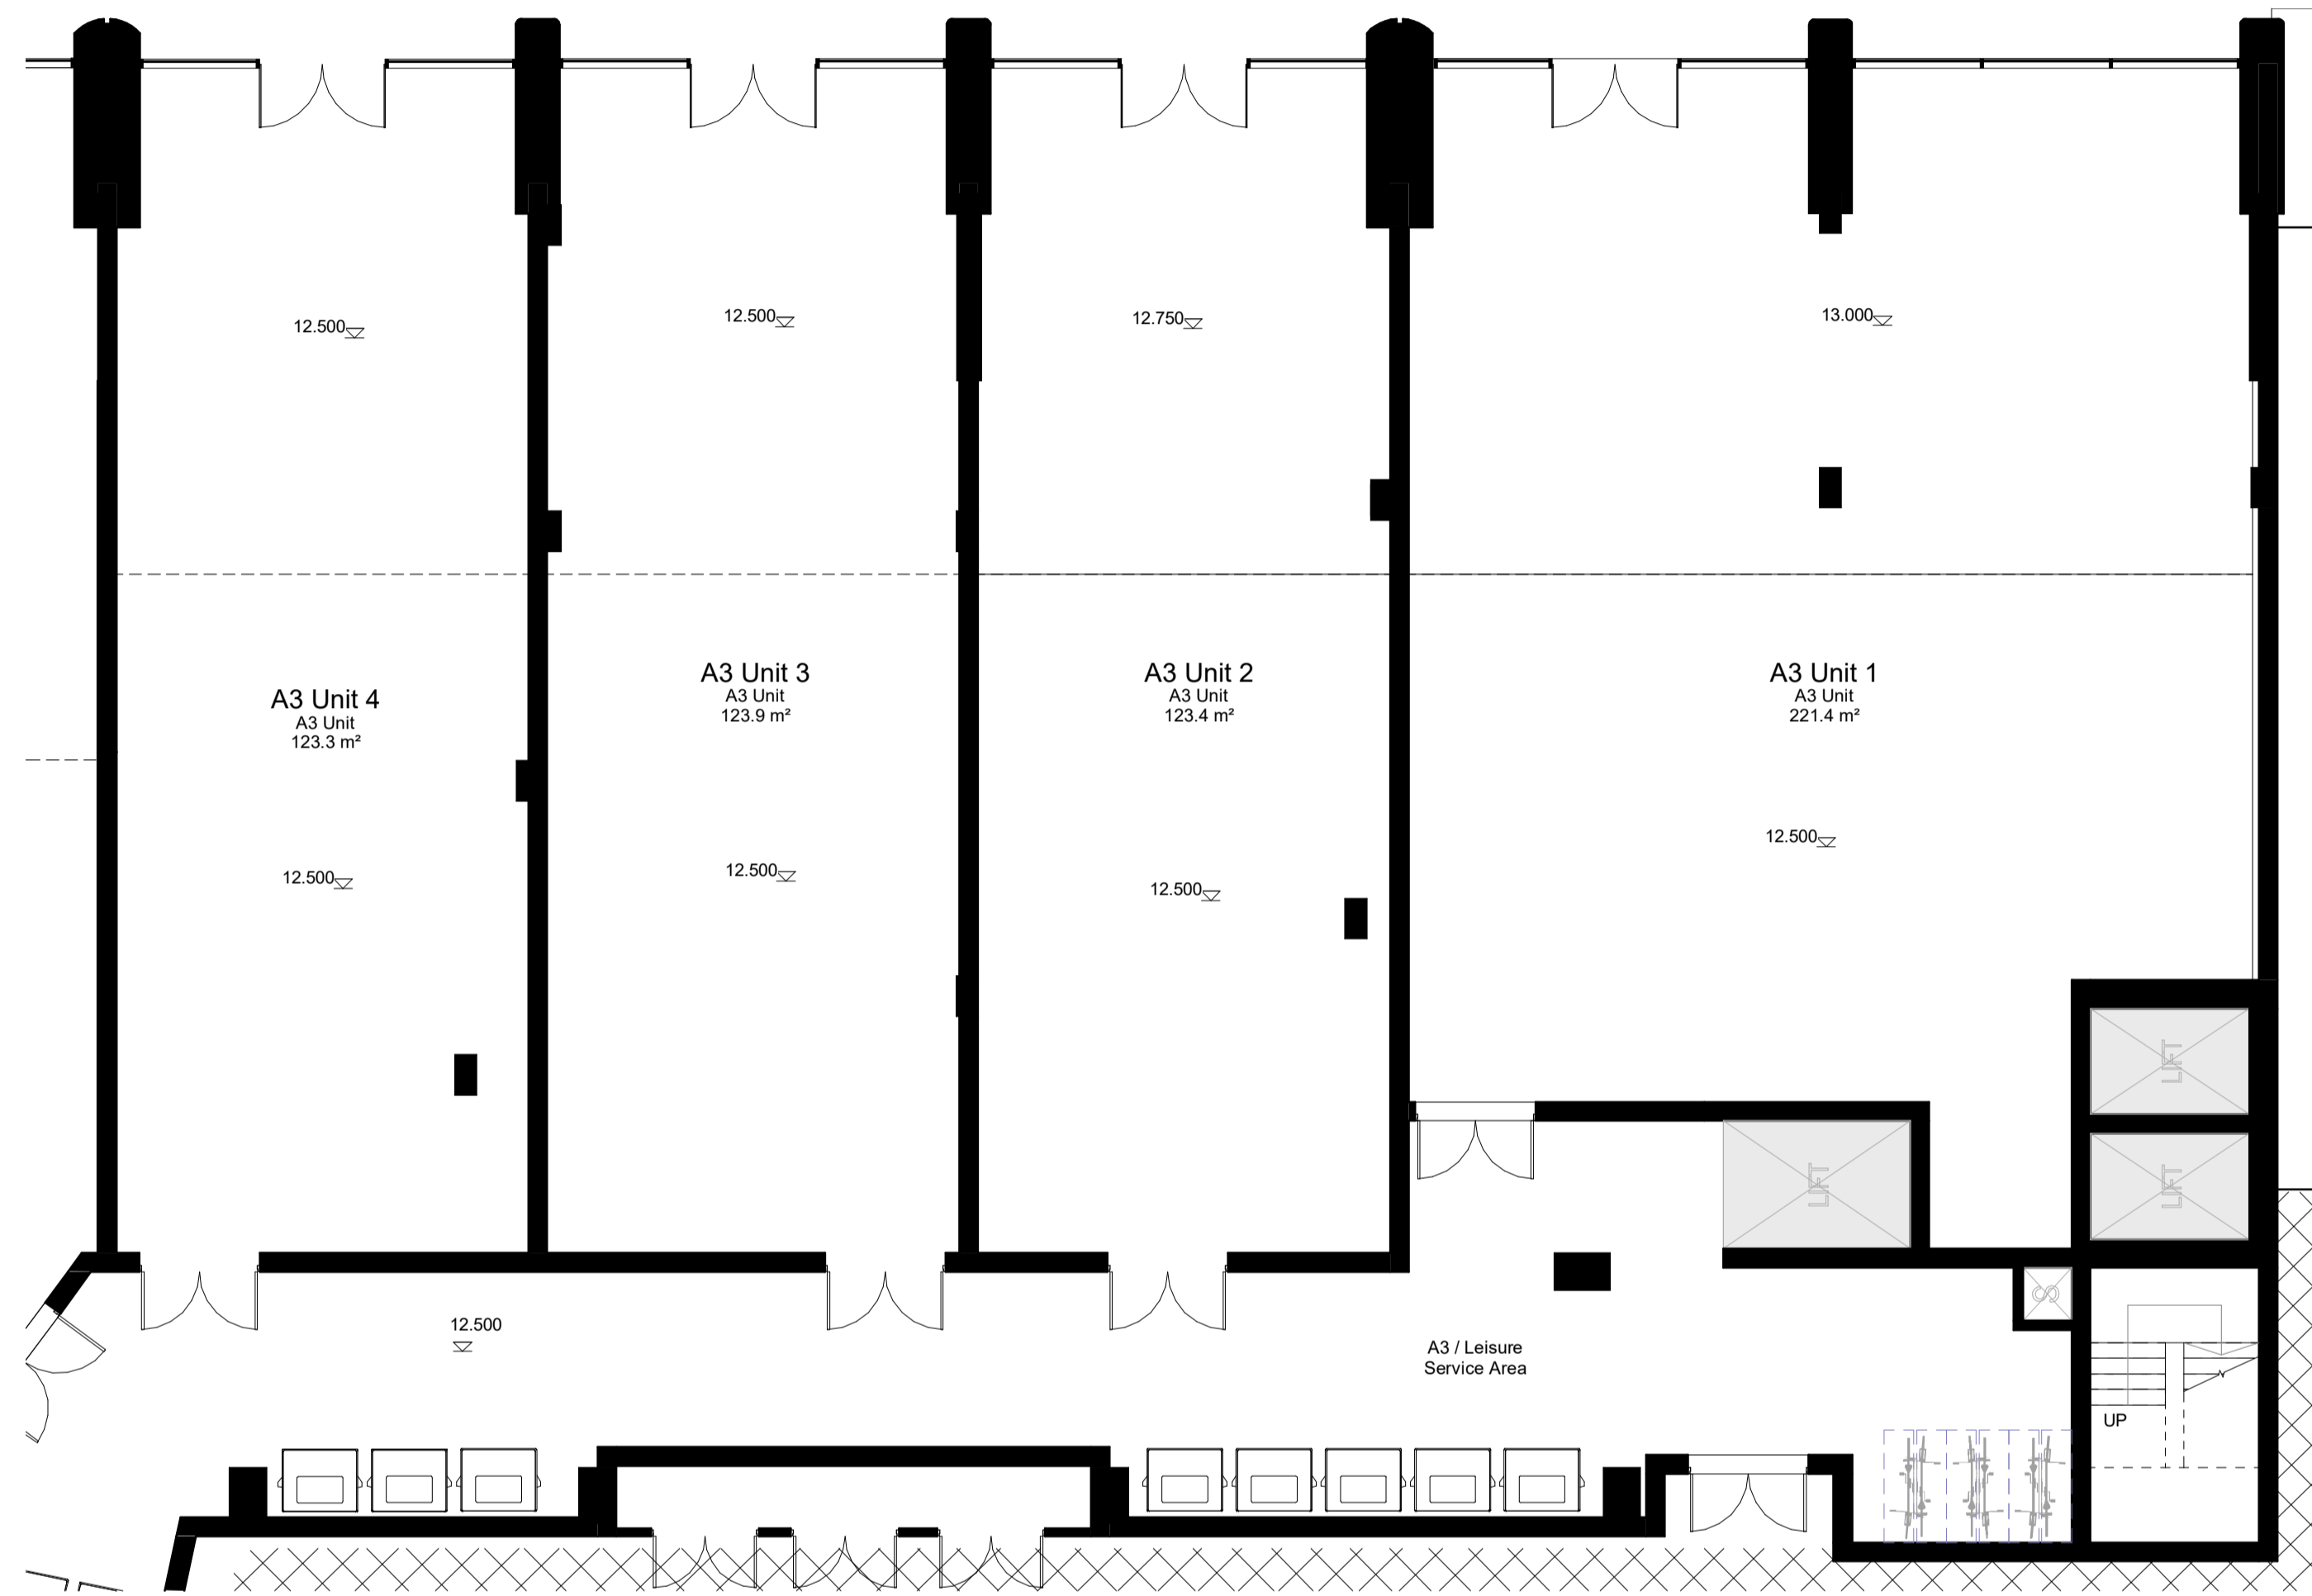 12.500
12.500
12.750
13.000
A3 Unit 4
A3 Unit
123.3 m²
A3 Unit 3
A3 Unit
123.9 m²
A3 Unit 2
A3 Unit
123.4 m²
A3 Unit 1
A3 Unit
221.4 m²
12.500
12.500
12.500
12.500
LIFT
LIFT
LIFT
S
12.500
A3 / Leisure
Service Area
UP